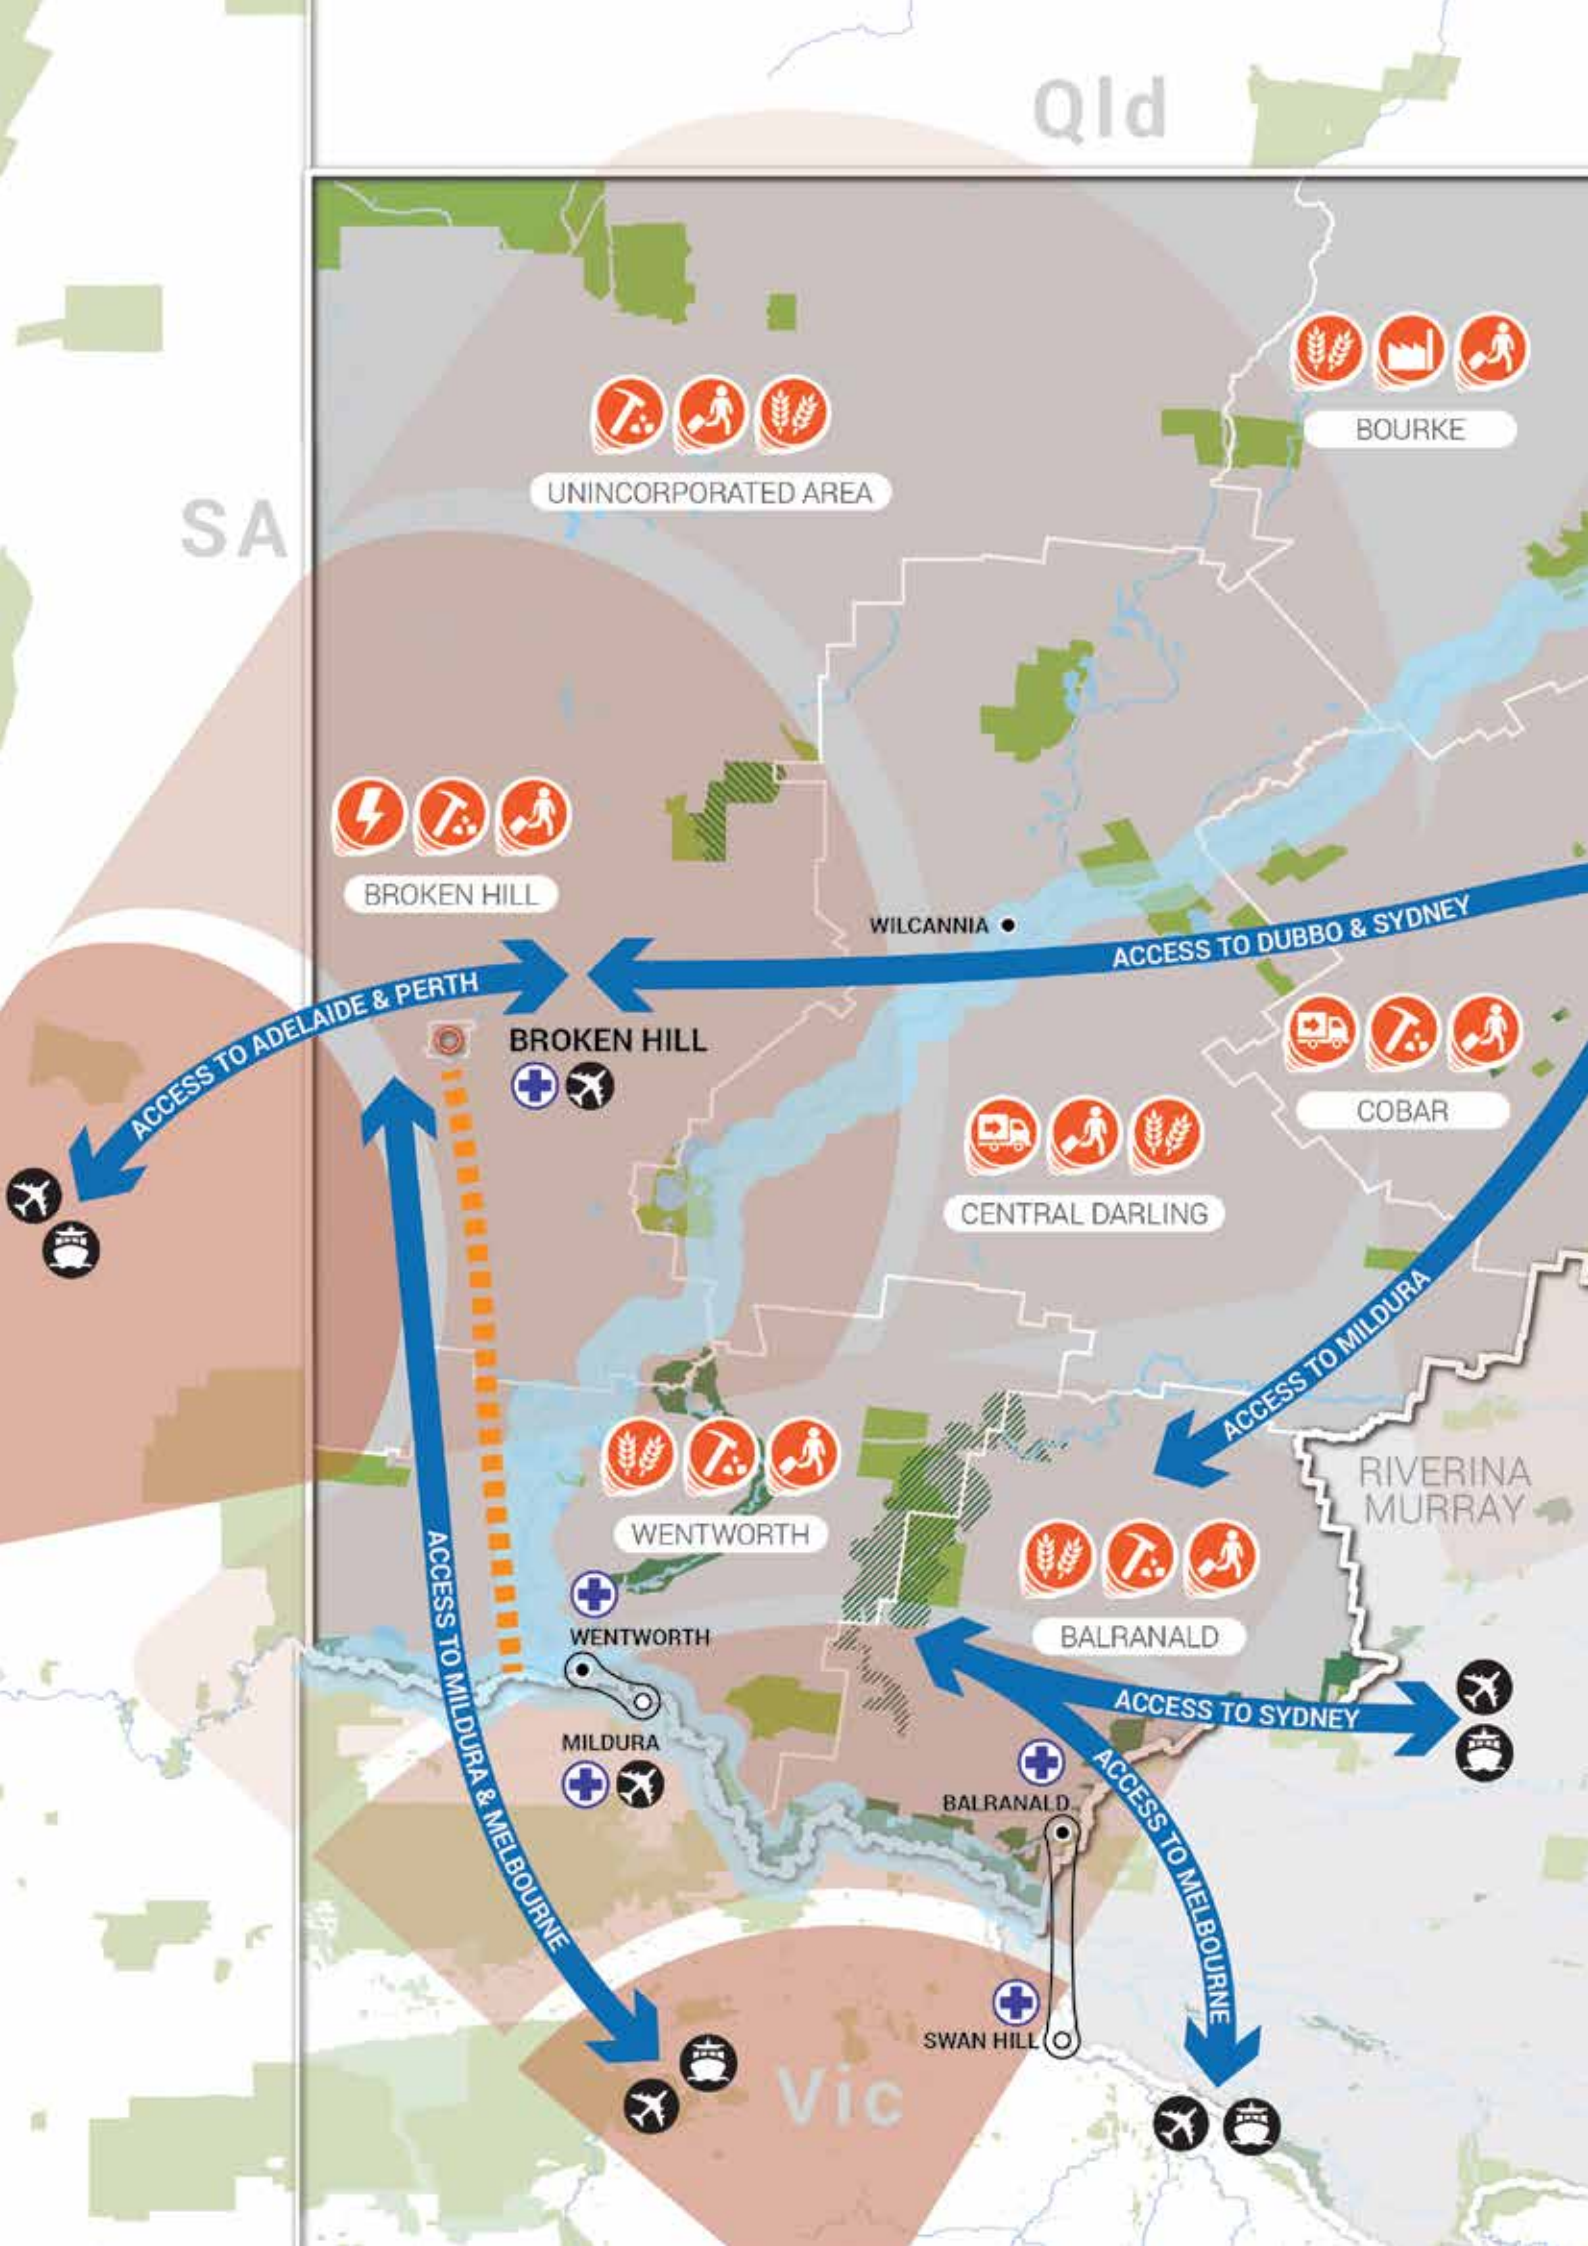 Qld
BOURKE
UNINCORPORATED AREA
SA
BROKEN HILL
WILCANNIA
ACCESS TO DUBBO & SYDNEY
ACCESS TO ADELAIDE & PERTH
BROKEN HILL
COBAR
CENTRAL DARLING
ACCESS TO MILDURA
RIVERINA
MURRAY
WENTWORTH
ACCESS TO MILDURA & MELBOURNE
WENTWORTH
BALRANALD
ACCESS TO SYDNEY
MILDURA
ACCESS TO MELBOURNE
BALRANALD
SWAN HILL
Vic